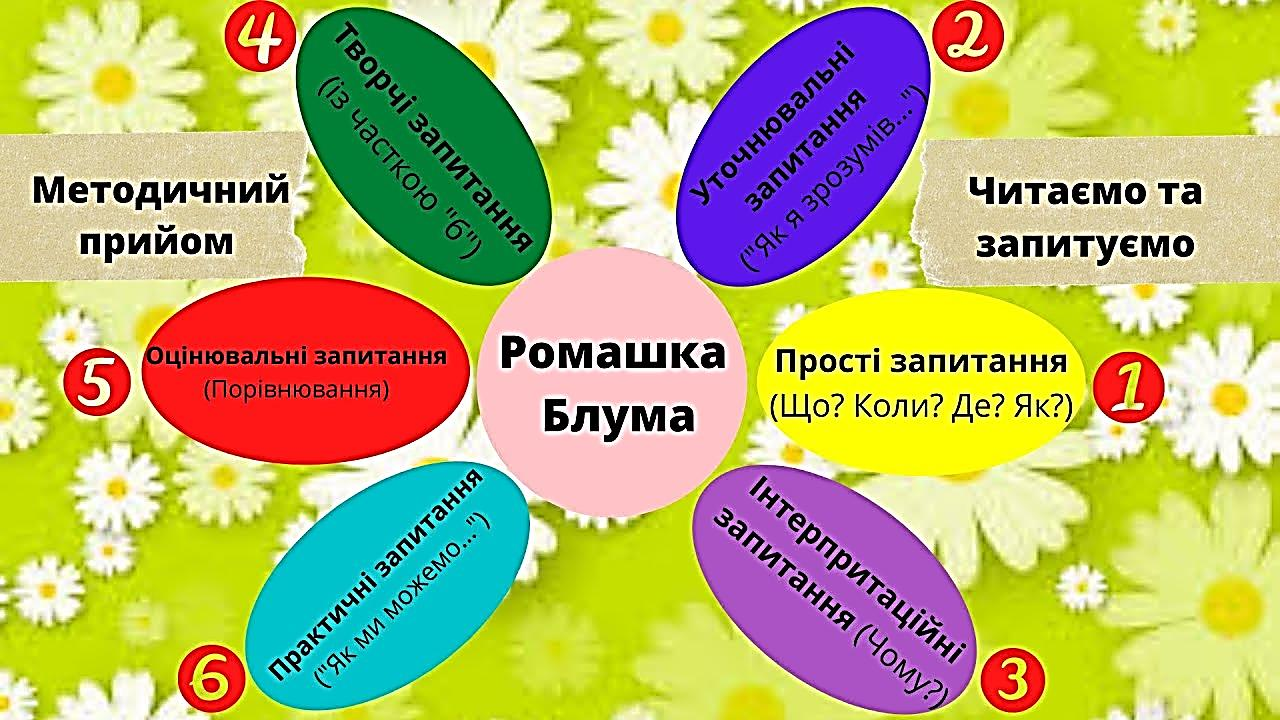 Методичний
прийом
Читаємо та
запитуємо
Ромашка
Блума
1
Прості запитання
(Що? Коли? Де? Як?)
2
Уточнювальні
запитання
("Як я зрозумів...")
3
Інтерпритаційні
запитання (Чому?)
4
Творчі запитання
(із часткою "б")
5
Оцінювальні запитання
(Порівнювання)
6
Практичні запитання
("Як ми можемо...")